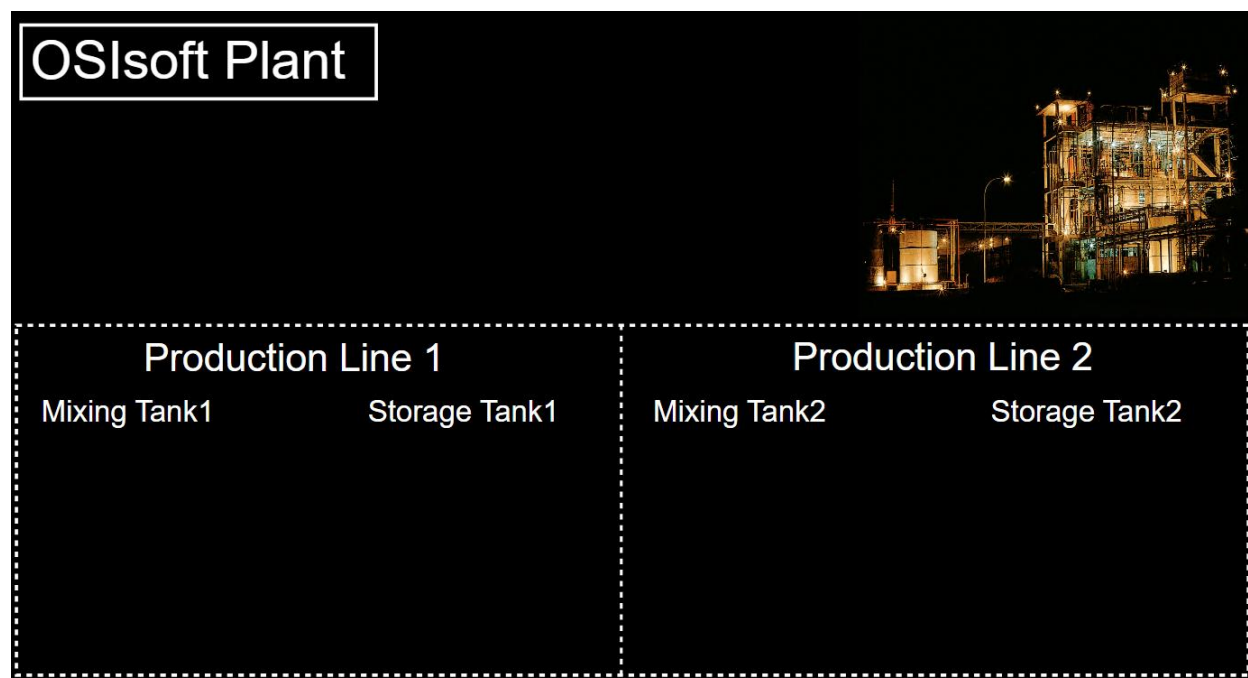 OSIsoft Plant
Production Line 1
Production Line 2
Mixing Tank1
Storage Tank1
Mixing Tank2
Storage Tank2